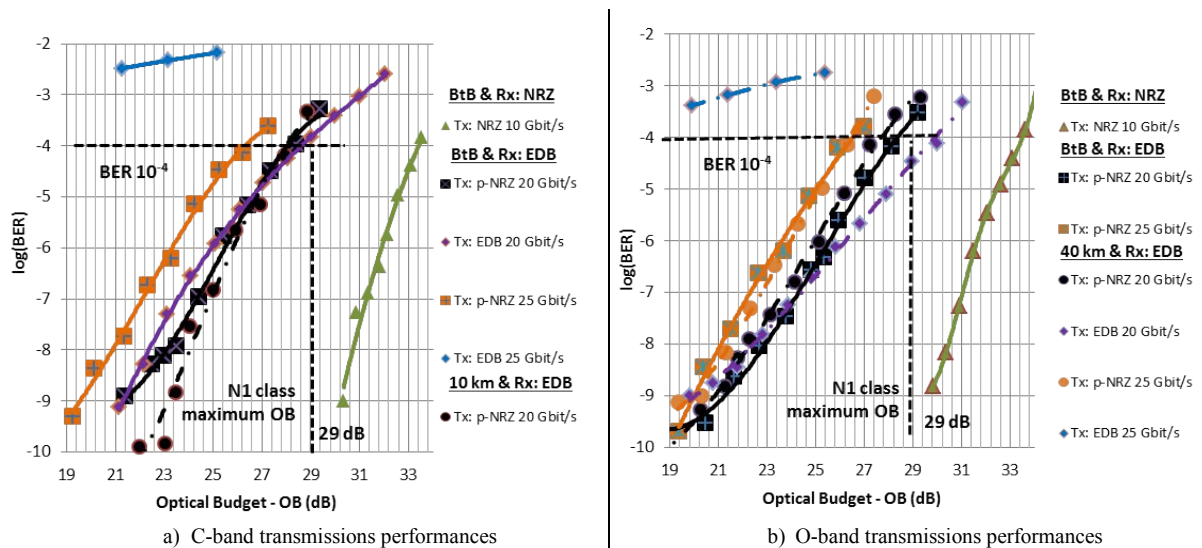 -2
-3
-4
-5
-6
-7
-8
-9
-10
log(BER)
BER 10-4
N1 class
maximum OB
29 dB
19 21 23 25 27 29 31 33
Optical Budget - OB (dB)
BtB & Rx: NRZ
Tx: NRZ 10 Gbit/s
BtB & Rx: EDB
Tx: p-NRZ 20 Gbit/s
Tx: EDB 20 Gbit/s
Tx: p-NRZ 25 Gbit/s
Tx: EDB 25 Gbit/s
10 km & Rx: EDB
Tx: p-NRZ 20 Gbit/s
a) C-band transmissions performances
-2
-3
-4
-5
-6
-7
-8
-9
-10
log(BER)
BER 10-4
N1 class
maximum OB
29 dB
19 21 23 25 27 29 31 33
Optical Budget - OB (dB)
BtB & Rx: NRZ
Tx: NRZ 10 Gbit/s
BtB & Rx: EDB
Tx: p-NRZ 20 Gbit/s
Tx: p-NRZ 25 Gbit/s
40 km & Rx: EDB
Tx: p-NRZ 20 Gbit/s
Tx: EDB 20 Gbit/s
Tx: p-NRZ 25 Gbit/s
Tx: EDB 25 Gbit/s
b) O-band transmissions performances